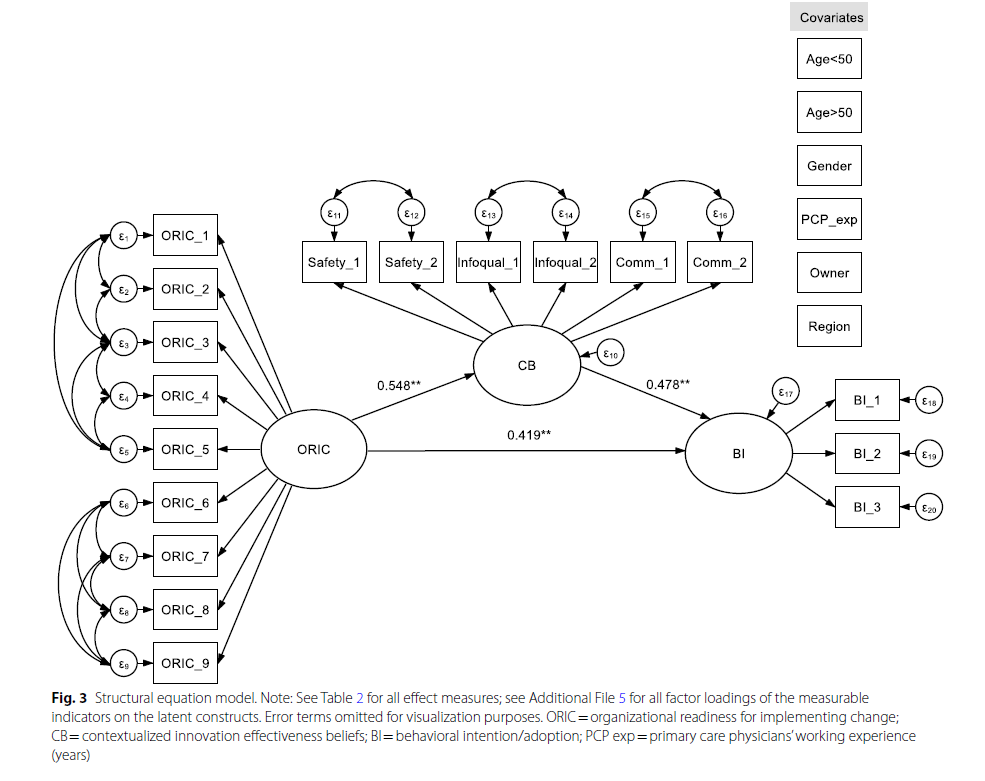 Covariates
Age<50
Age>50
Gender
PCP_exp
Owner
Region
ε11
ε12
ε13
ε14
ε15
ε16
Safety_1
Safety_2
Infoqual_1
Infoqual_2
Comm_1
Comm_2
ε1
ORIC_1
ε2
ORIC_2
ε3
ORIC_3
ε4
ORIC_4
ε5
ORIC_5
ε6
ORIC_6
ε7
ORIC_7
ε8
ORIC_8
ε9
ORIC_9
ORIC
0.548**
CB
ε10
0.478**
0.419**
ε17
BI
BI_1
ε18
BI_2
ε19
BI_3
ε20
Fig. 3 Structural equation model. Note: See Table 2 for all effect measures; see Additional File 5 for all factor loadings of the measurable
indicators on the latent constructs. Error terms omitted for visualization purposes. ORIC = organizational readiness for implementing change;
CB = contextualized innovation effectiveness beliefs; BI = behavioral intention/adoption; PCP exp = primary care physicians' working experience
(years)